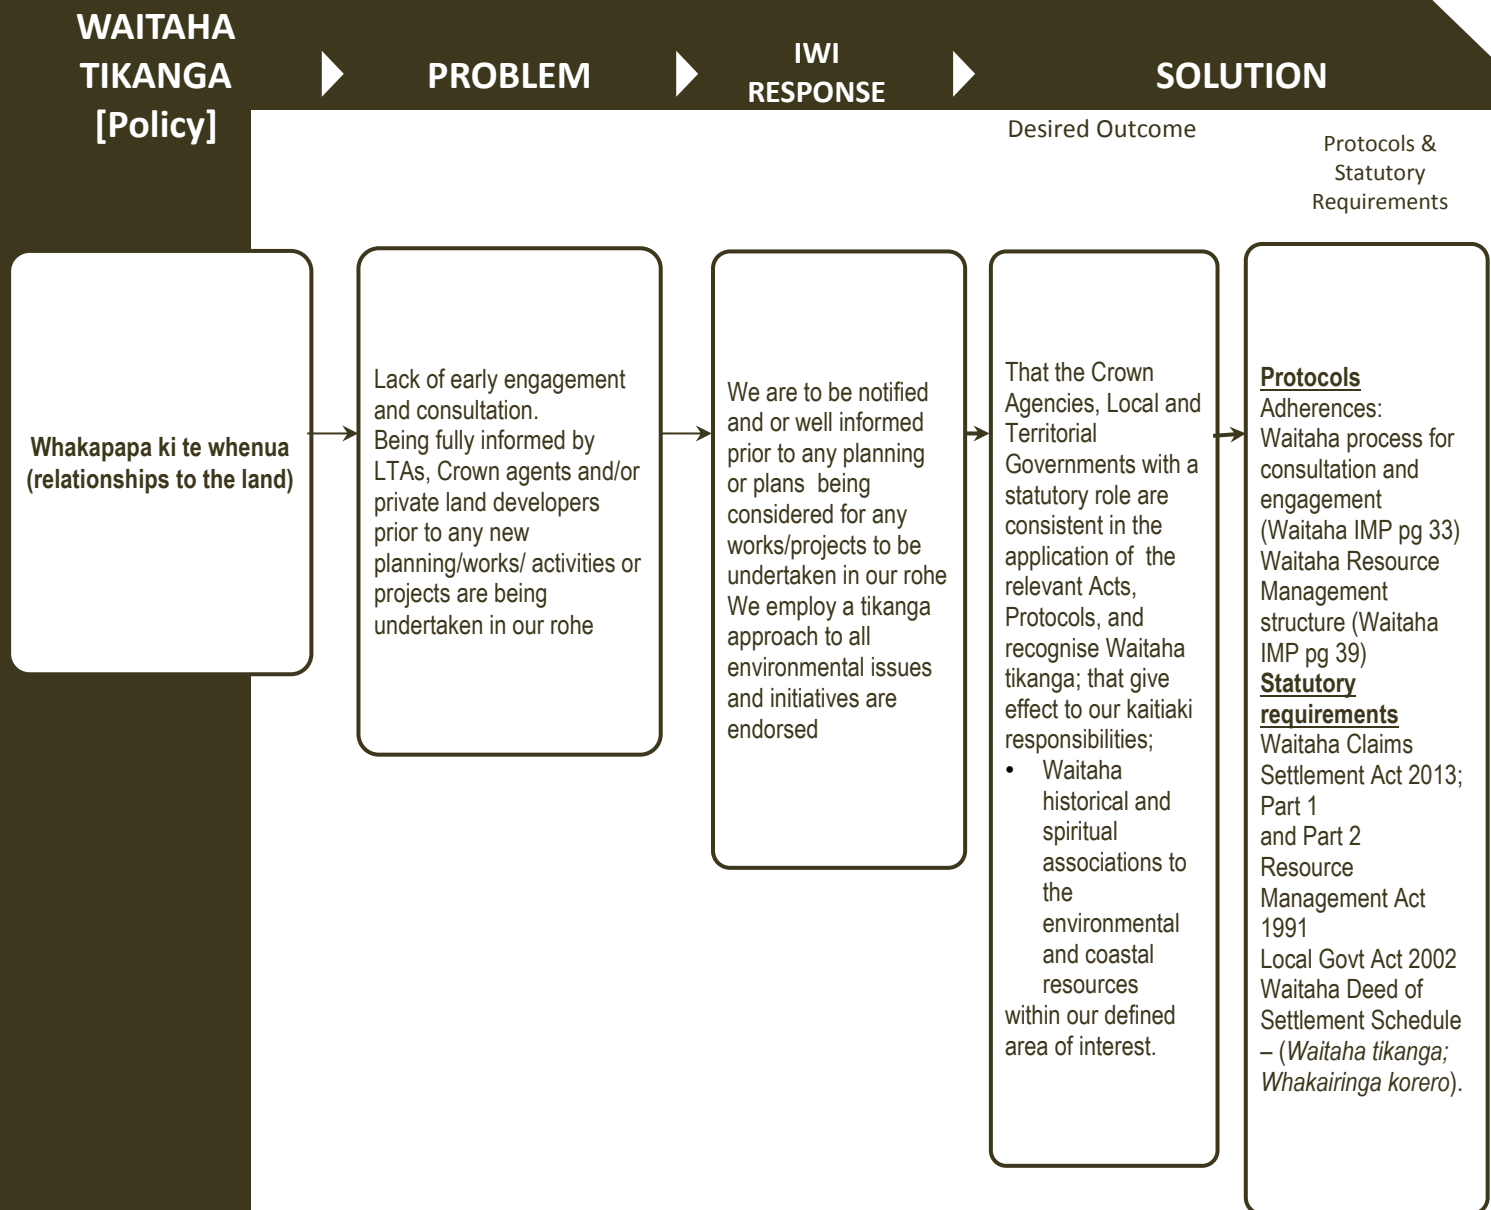 WAITAHA
TIKANGA
[Policy]
PROBLEM
IWI
RESPONSE
SOLUTION
Desired Outcome
Protocols &
Statutory
Requirements
Whakapapa ki te whenua
(relationships to the land)
Lack of early engagement
and consultation.
Being fully informed by
LTAs, Crown agents and/or
private land developers
prior to any new
planning/works/ activities or
projects are being
undertaken in our rohe
We are to be notified
and or well informed
prior to any planning
or plans being
considered for any
works/projects to be
undertaken in our rohe
We employ a tikanga
approach to all
environmental issues
and initiatives are
endorsed
That the Crown
Agencies, Local and
Territorial
Governments with a
statutory role are
consistent in the
application of the
relevant Acts,
Protocols, and
recognise Waitaha
tikanga; that give
effect to our kaitiaki
responsibilities;
• Waitaha
historical and
spiritual
associations to
the
environmental
and coastal
resources
within our defined
area of interest.
Protocols
Adherences:
Waitaha process for
consultation and
engagement
(Waitaha IMP pg 33)
Waitaha Resource
Management
structure (Waitaha
IMP pg 39)
Statutory
requirements
Waitaha Claims
Settlement Act 2013;
Part 1
and Part 2
Resource
Management Act
1991
Local Govt Act 2002
Waitaha Deed of
Settlement Schedule
– (Waitaha tikanga;
Whakairinga korero).